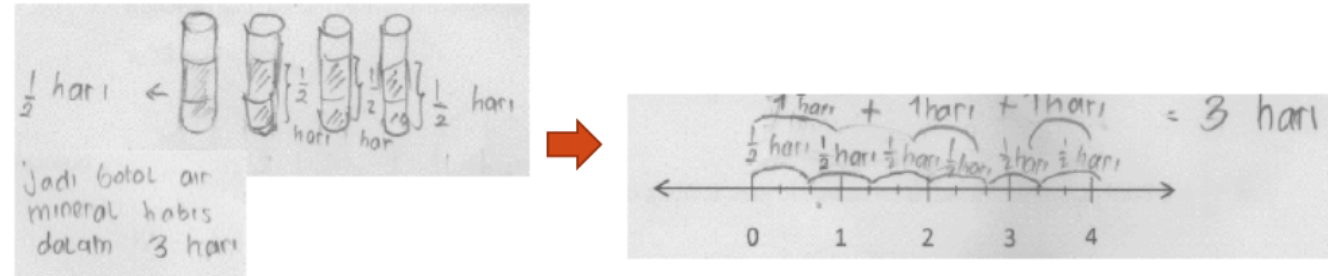 1/2 hari ← 1/2 1/2 1/2 hari
hari hari
Jadi botol air
mineral habis
dalam 3 hari
1 hari + 1 hari + 1 hari = 3 hari
1/2 hari 1/2 hari 1/2 hari 1/2 hari 1/2 hari 1/2 hari
0 1 2 3 4